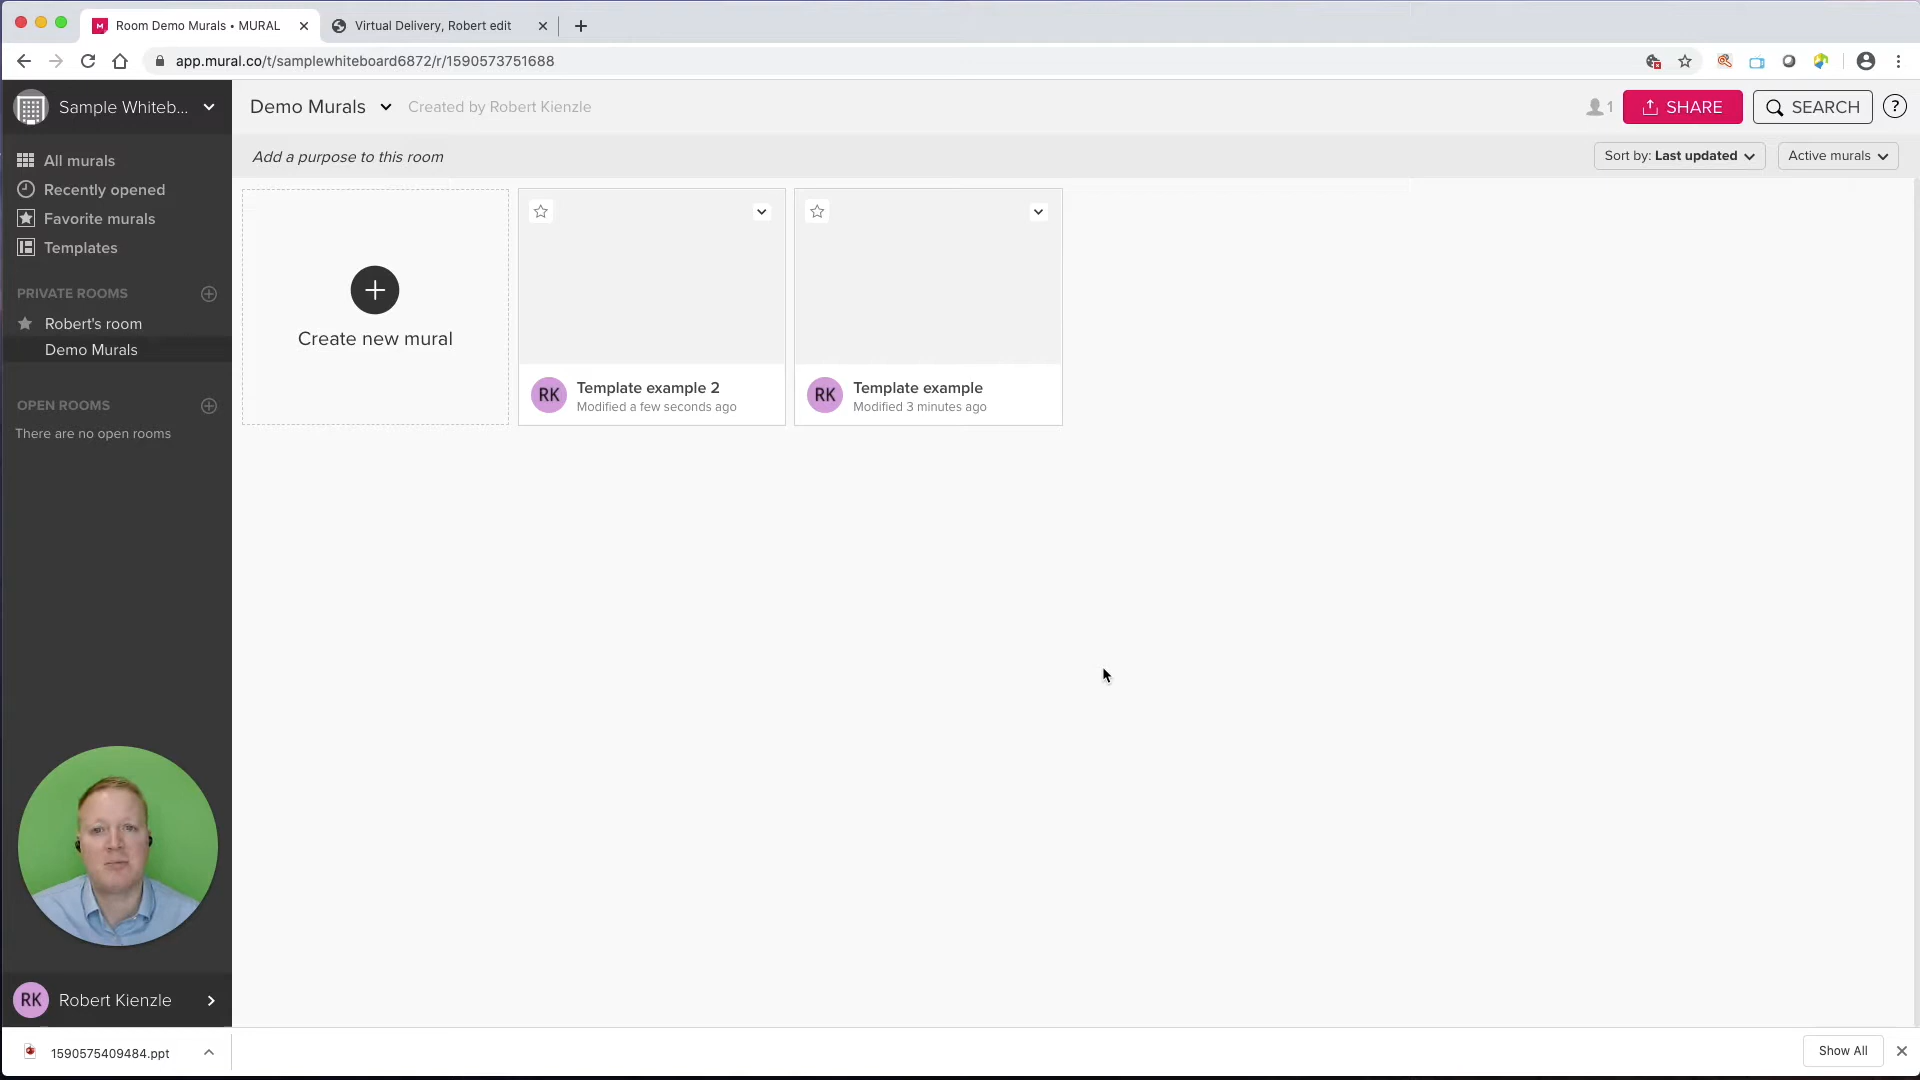 Room Demo Murals • MURAL
Virtual Delivery, Robert edit
app.mural.co/t/samplewhiteboard6872/r/1590573751688
Sample Whiteb...
Demo Murals
Created by Robert Kienzle
1
SHARE
SEARCH
?
Add a purpose to this room
Sort by: Last updated
Active murals
All murals
Recently opened
Favorite murals
Templates
PRIVATE ROOMS
Robert's room
Demo Murals
OPEN ROOMS
There are no open rooms
Create new mural
RK
Template example 2
Modified a few seconds ago
RK
Template example
Modified 3 minutes ago
RK
Robert Kienzle
1590575409484.ppt
Show All